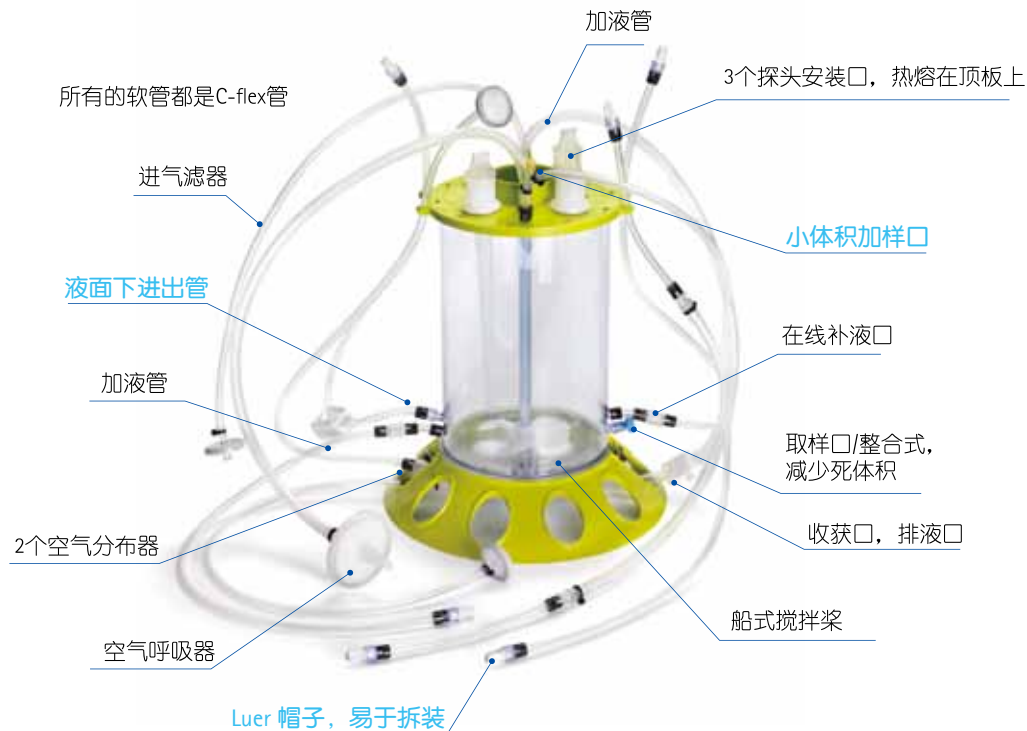 加液管
3个探头安装口，热熔在顶板上
所有的软管都是C-flex管
进气滤器
小体积加样口
液面下进出管
在线补液口
加液管
取样口/整合式，
减少死体积
2个空气分布器
收获口，排液口
船式搅拌桨
空气呼吸器
Luer 帽子，易于拆装